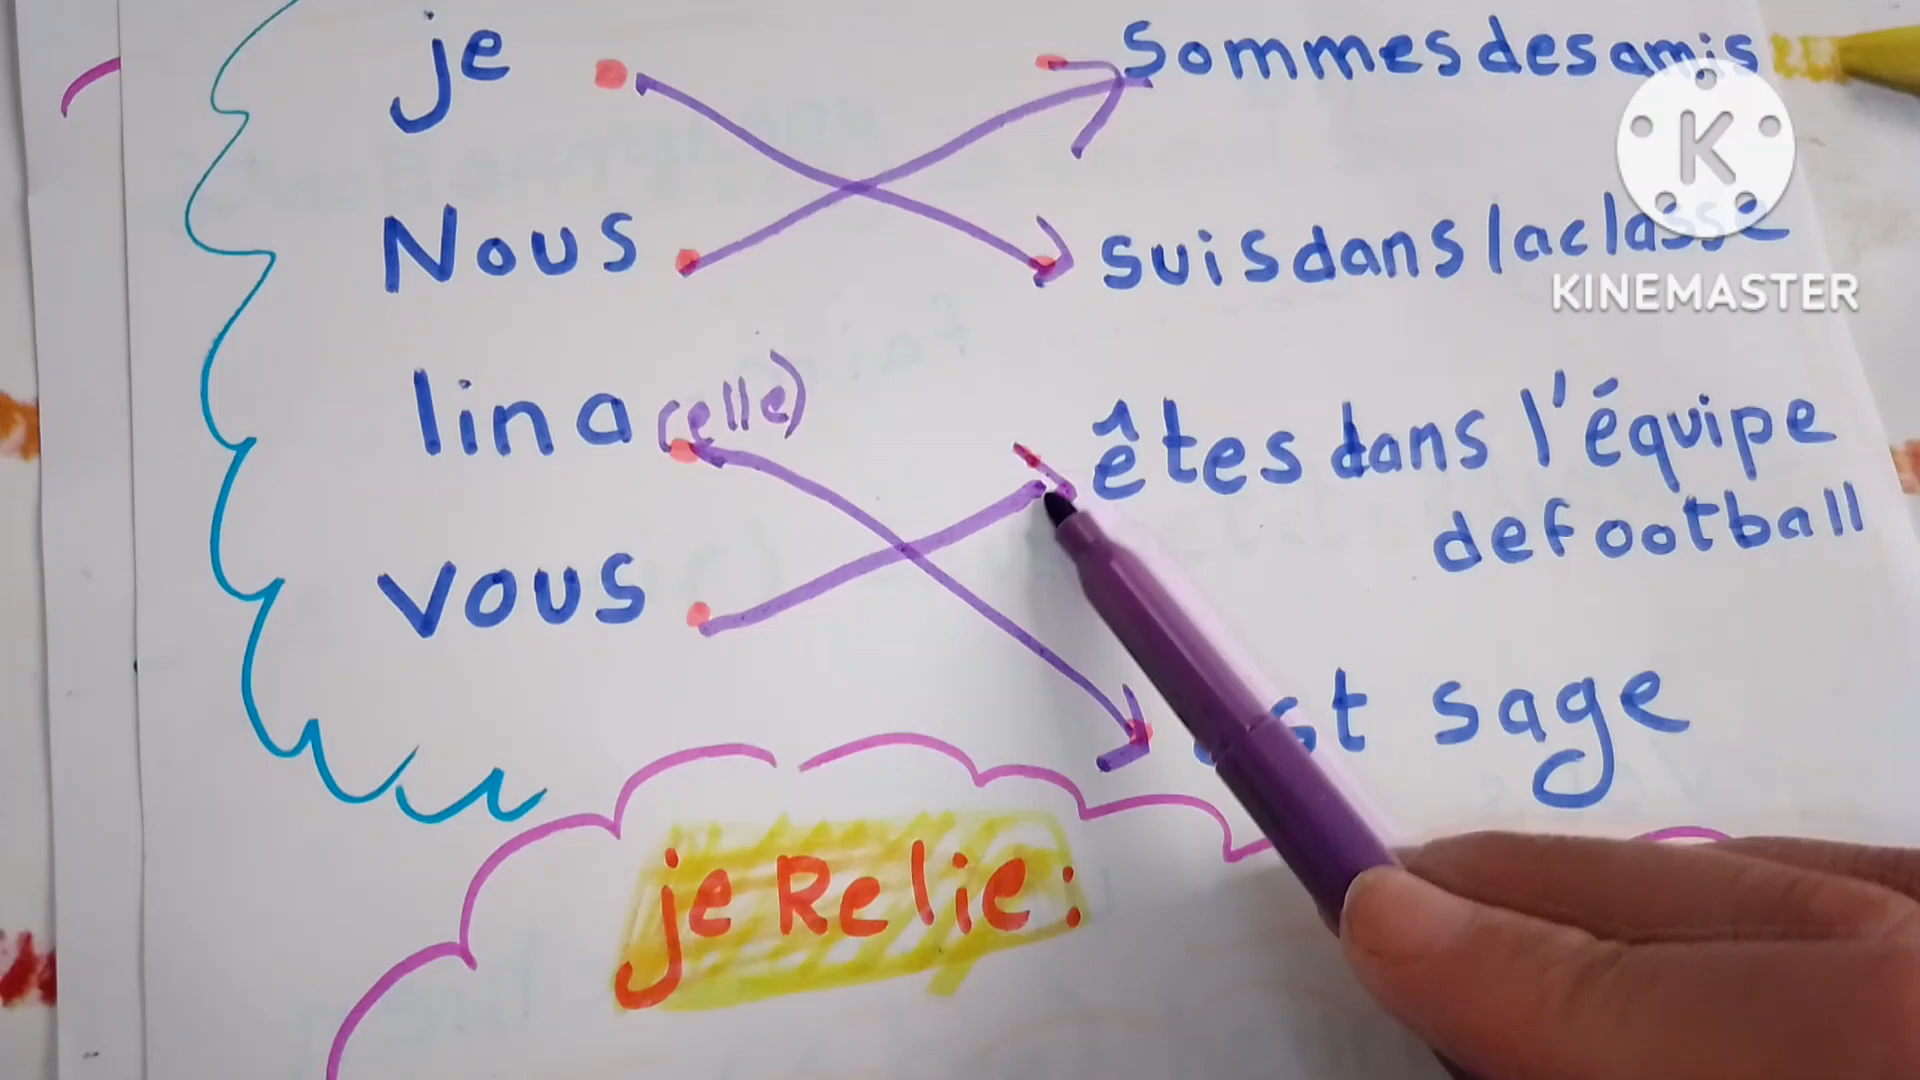 je sommes des amis
Nous suis dans la classe
KINEMASTER
lina (elle) êtes dans l'équipe
de football
vous
sage
je Relie :